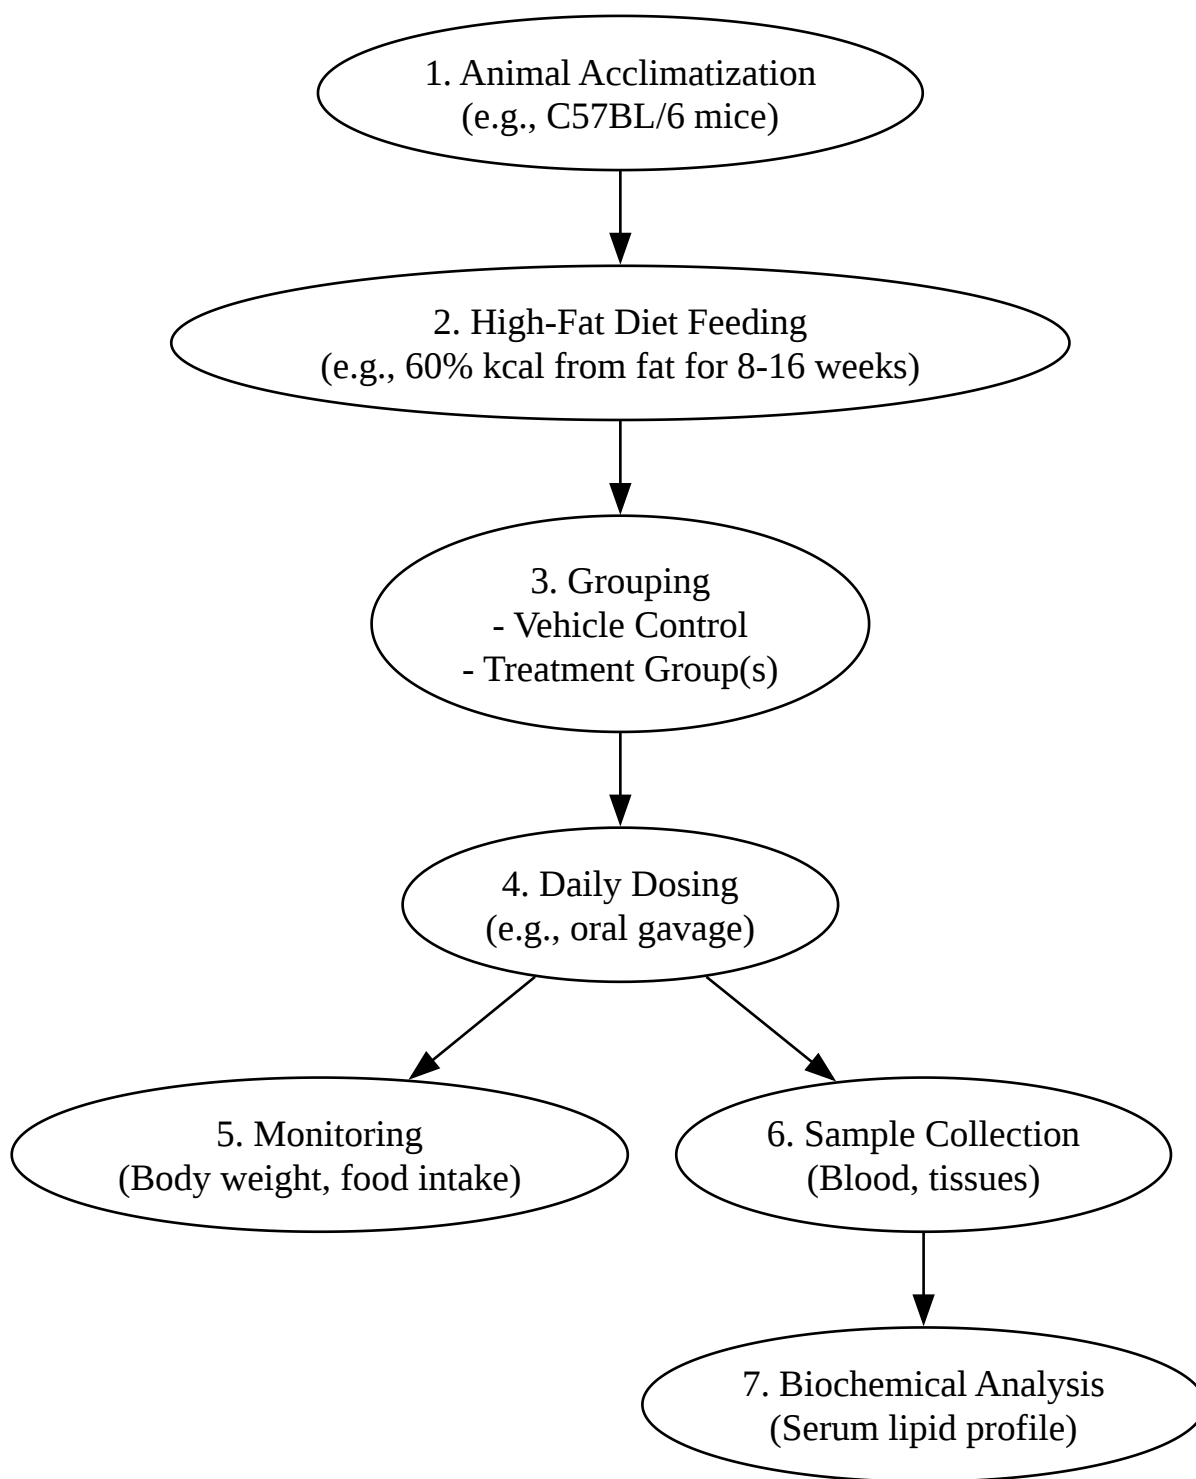 1. Animal Acclimatization
(e.g., C57BL/6 mice)
2. High-Fat Diet Feeding
(e.g., 60% kcal from fat for 8-16 weeks)
3. Grouping
- Vehicle Control
- Treatment Group(s)
4. Daily Dosing
(e.g., oral gavage)
5. Monitoring
(Body weight, food intake)
6. Sample Collection
(Blood, tissues)
7. Biochemical Analysis
(Serum lipid profile)